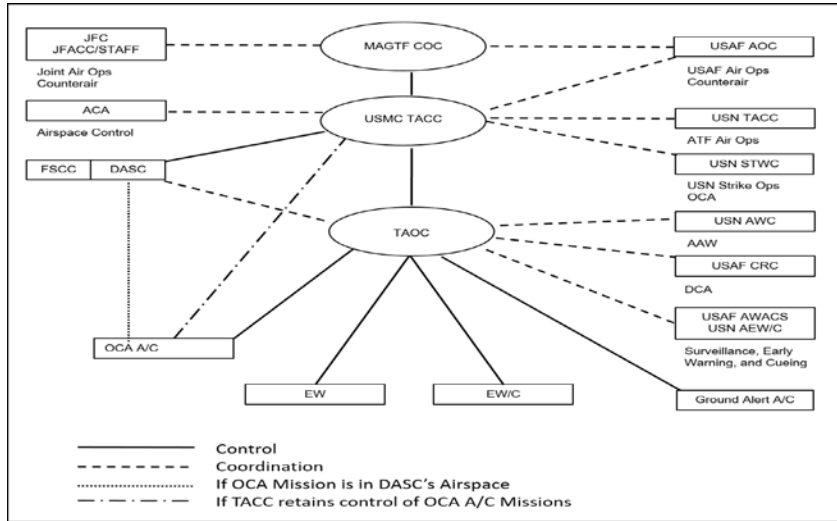 JFC
JFACC/STAFF
MAGTF COC
USAF AOC
Joint Air Ops
Counterair
USAF Air Ops
Counterair
ACA
USMC TACC
USN TACC
Airspace Control
ATF Air Ops
FSCC
DASC
USN STWC
USN Strike Ops
OCA
TAOC
USN AWC
AAW
USAF CRC
DCA
USAF AWACS
USN AEW/C
OCA A/C
Surveillance, Early
Warning, and Cueing
EW
EW/C
Ground Alert A/C
Control
Coordination
If OCA Mission is in DASC's Airspace
If TACC retains control of OCA A/C Missions